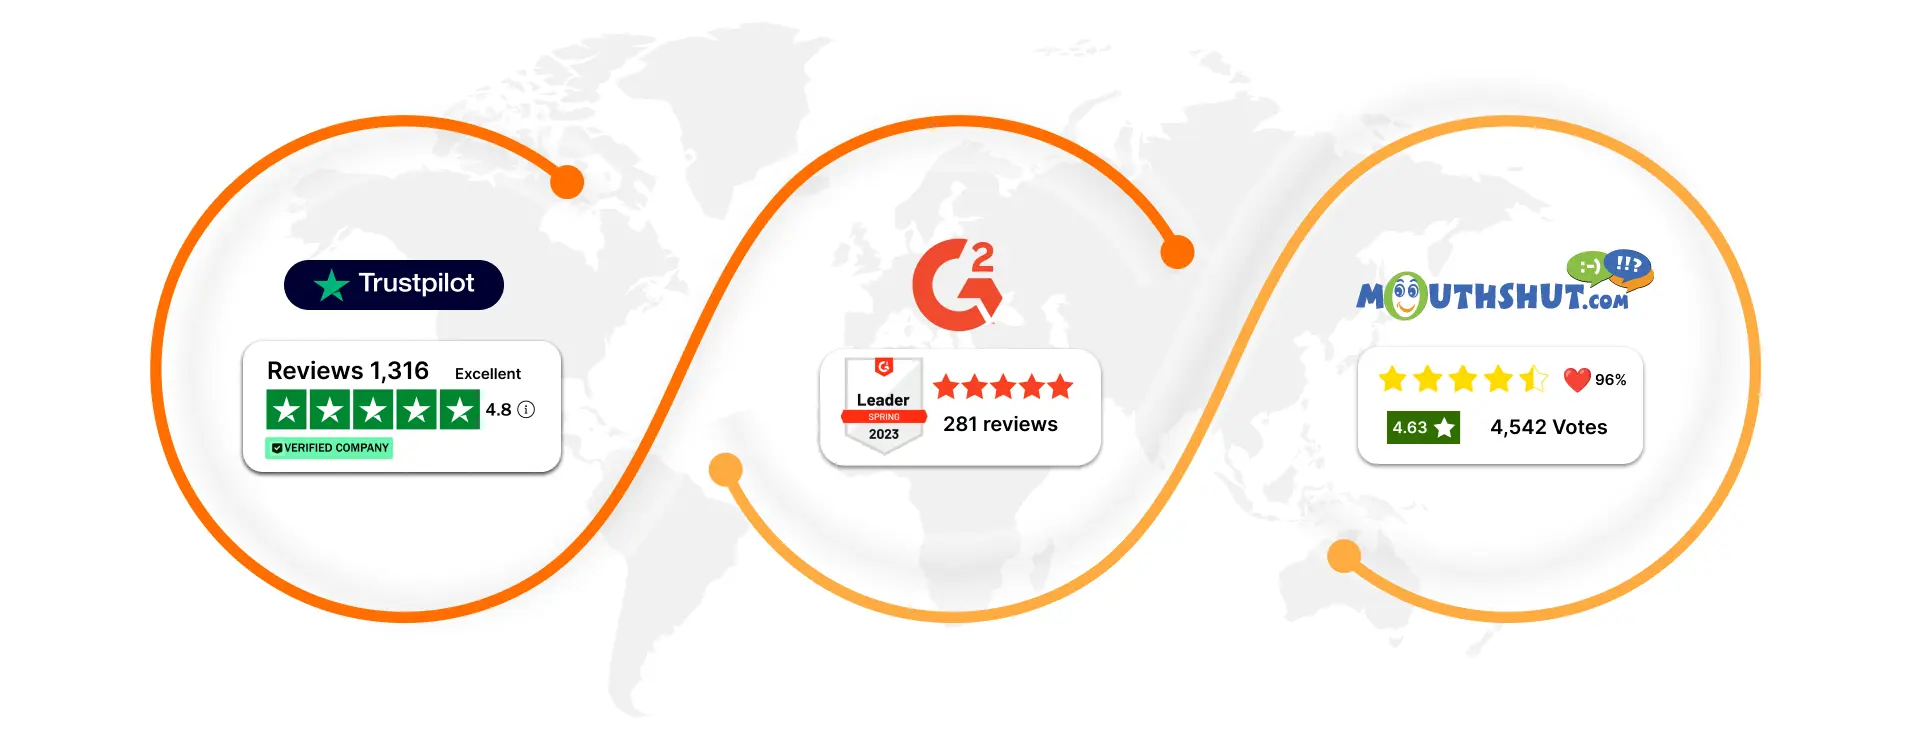 Trustpilot
Reviews 1,316 Excellent
4.8
VERIFIED COMPANY
G2
Leader
SPRING
2023
281 reviews
:-) !!?
MOUTHSHUT.COM
96%
4.63
4,542 Votes